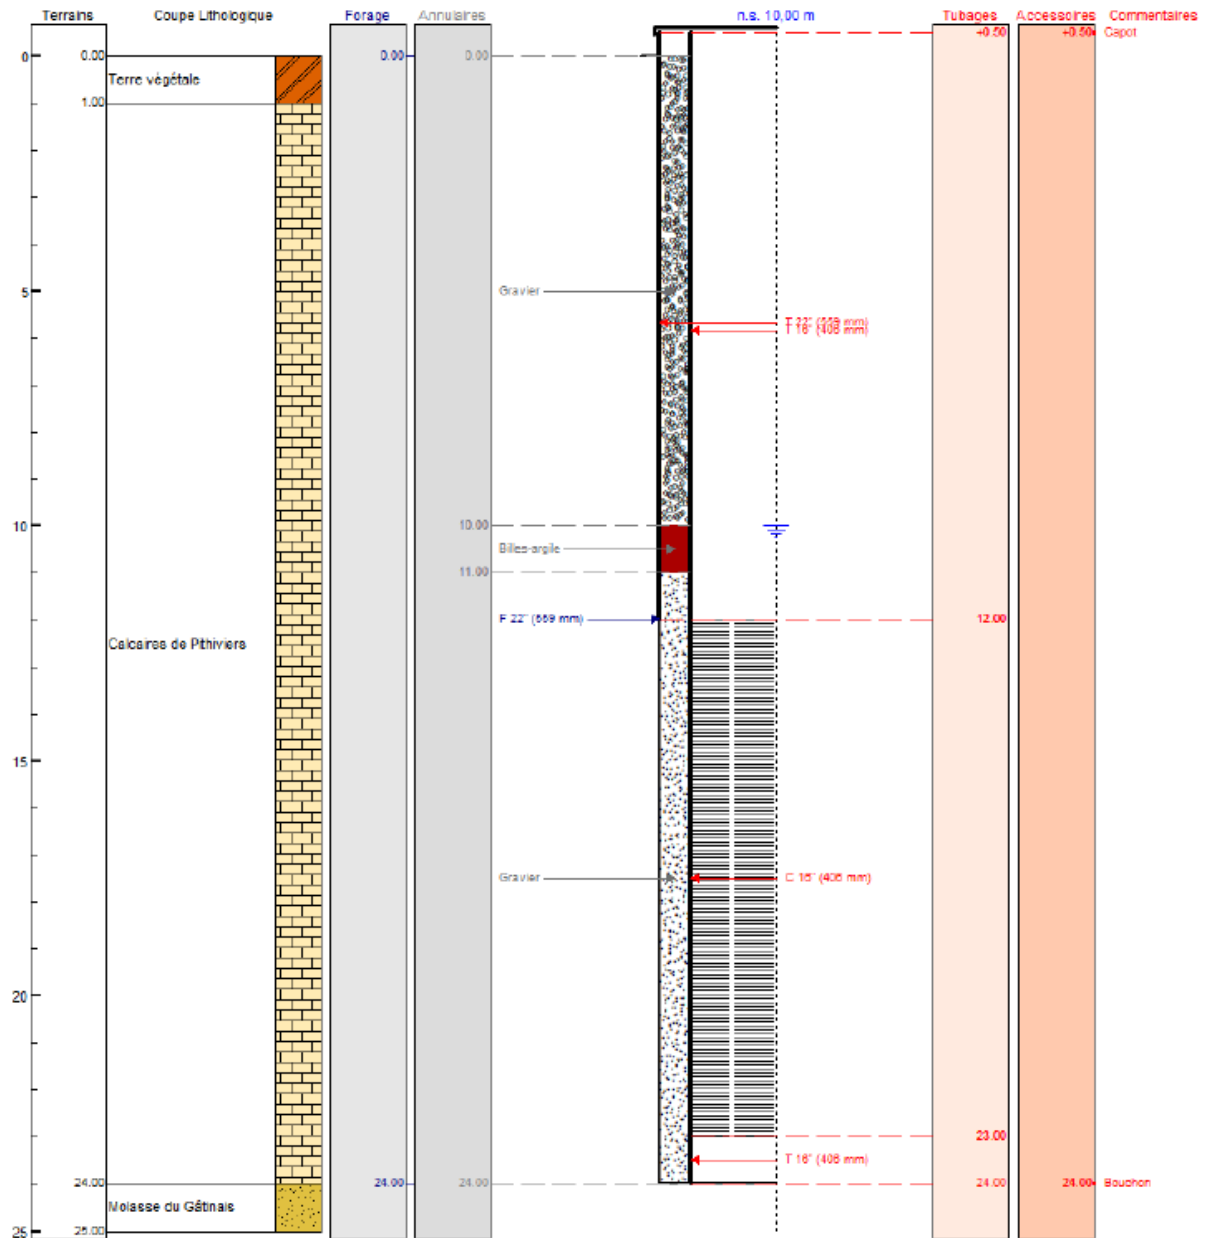 Terrains Coupe Lithologique Forage Annulaires n.s. 10,00 m Tubages Accessoires Commentaires
+0.50 +0.50 Capot
0 0.00 0.00 0.00
Terre végétale
1.00
5 Gravier
T 22" (559 mm)
T 16" (406 mm)
10 10.00
Billes-argile
11.00
F 22" (559 mm) 12.00
Calcaires de Pithiviers
15
Gravier C 16" (406 mm)
20
23.00
T 16" (406 mm)
24.00 24.00 24.00 24.00 24.00 Bouchon
Molasse du Gâtinais
25 25.00